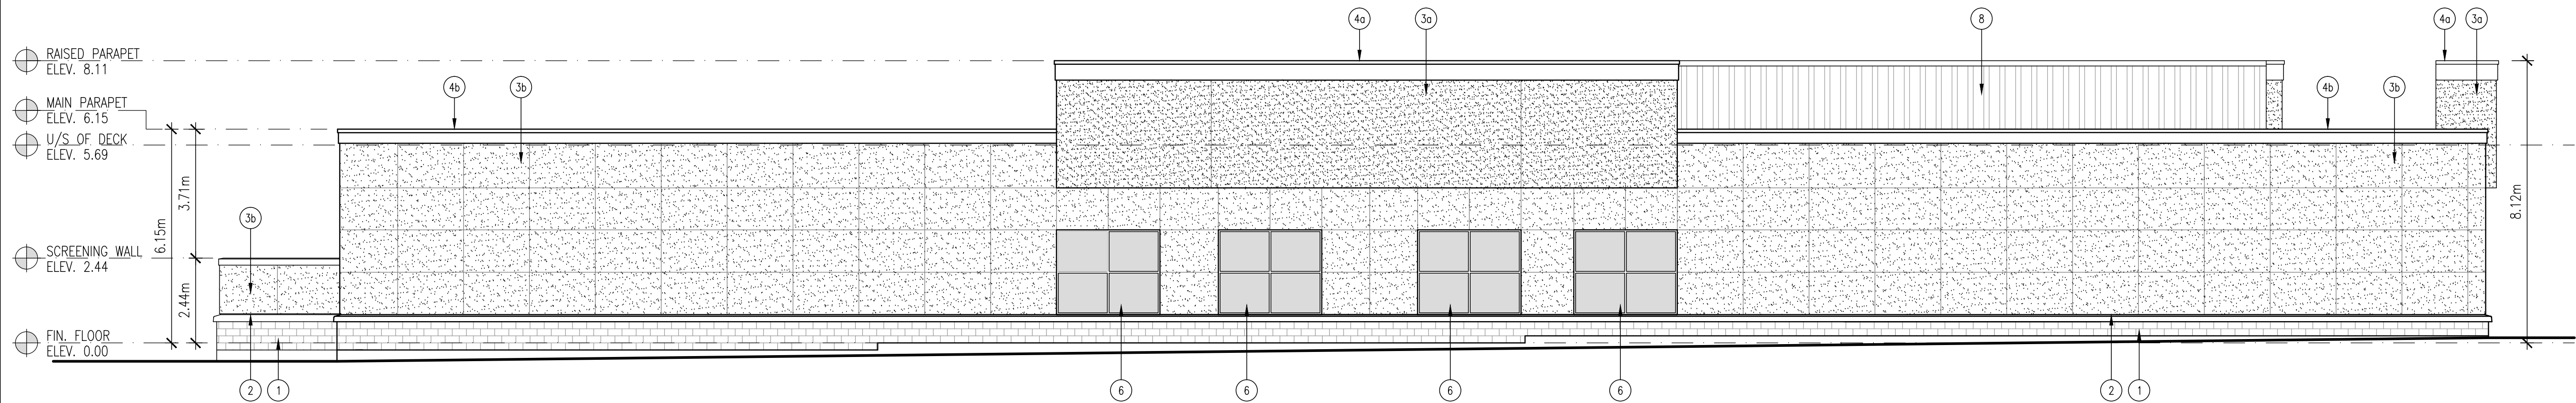 4a
3a
8
4a
3a
RAISED PARAPET
ELEV. 8.11
4b
3b
4b
3b
MAIN PARAPET
ELEV. 6.15
U/S OF DECK
ELEV. 5.69
3.71m
6.15m
8.12m
3b
SCREENING WALL
ELEV. 2.44
2.44m
FIN. FLOOR
ELEV. 0.00
2
1
6
6
6
6
2
1